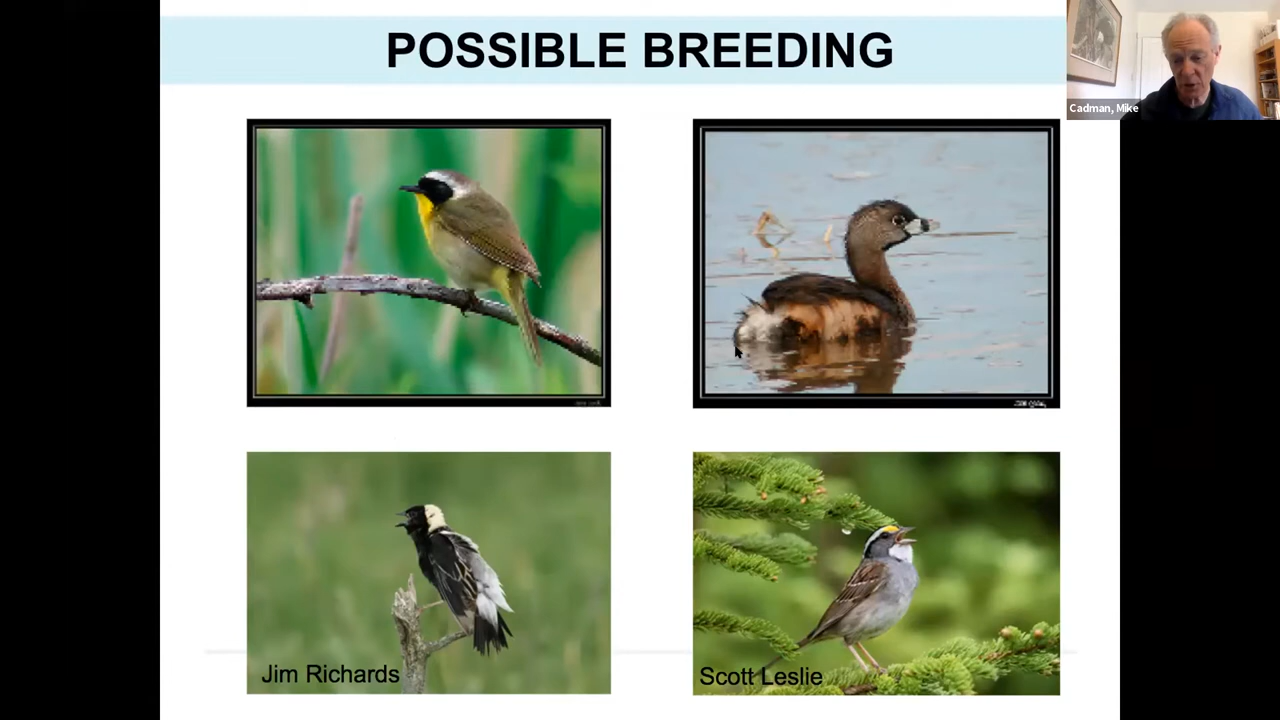 POSSIBLE BREEDING
Cadman, Mike
Jim Richards
Scott Leslie